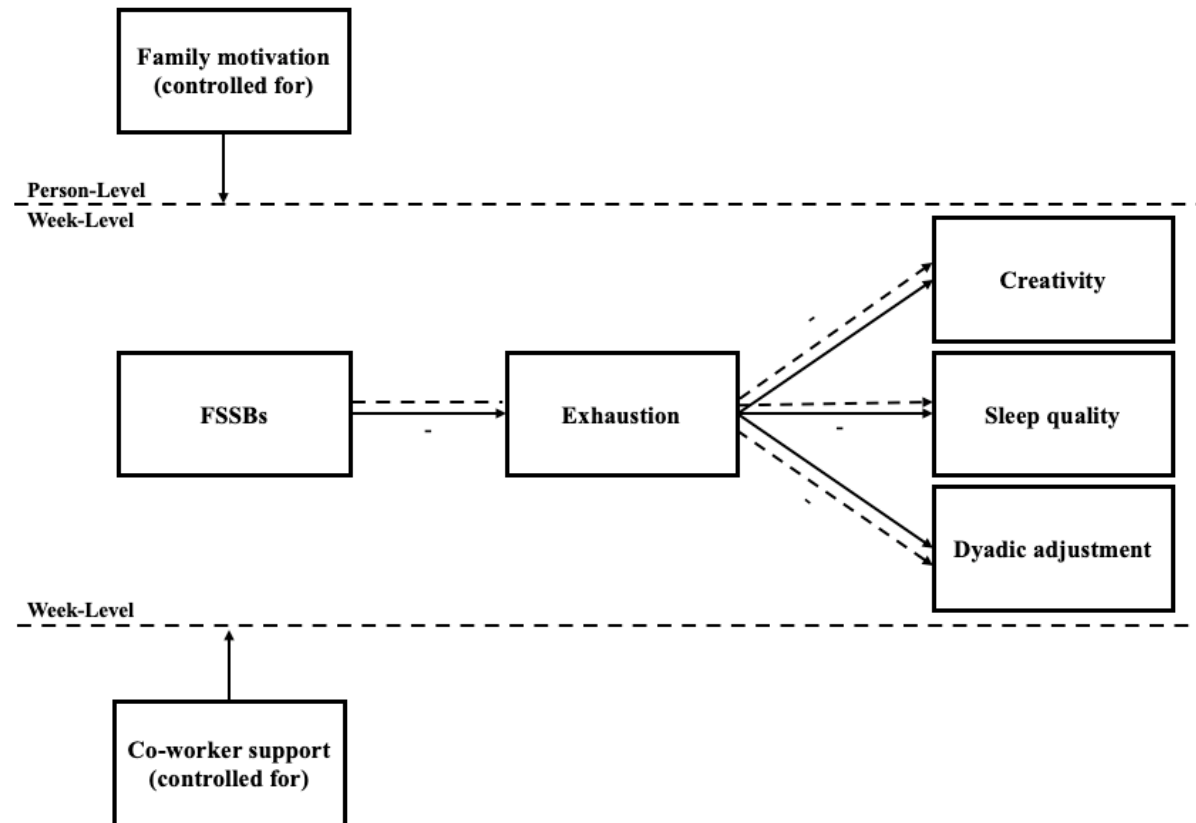 Family motivation
(controlled for)
Person-Level
Week-Level
Creativity
-
FSSBs
-
Exhaustion
-
Sleep quality
-
Dyadic adjustment
Week-Level
Co-worker support
(controlled for)